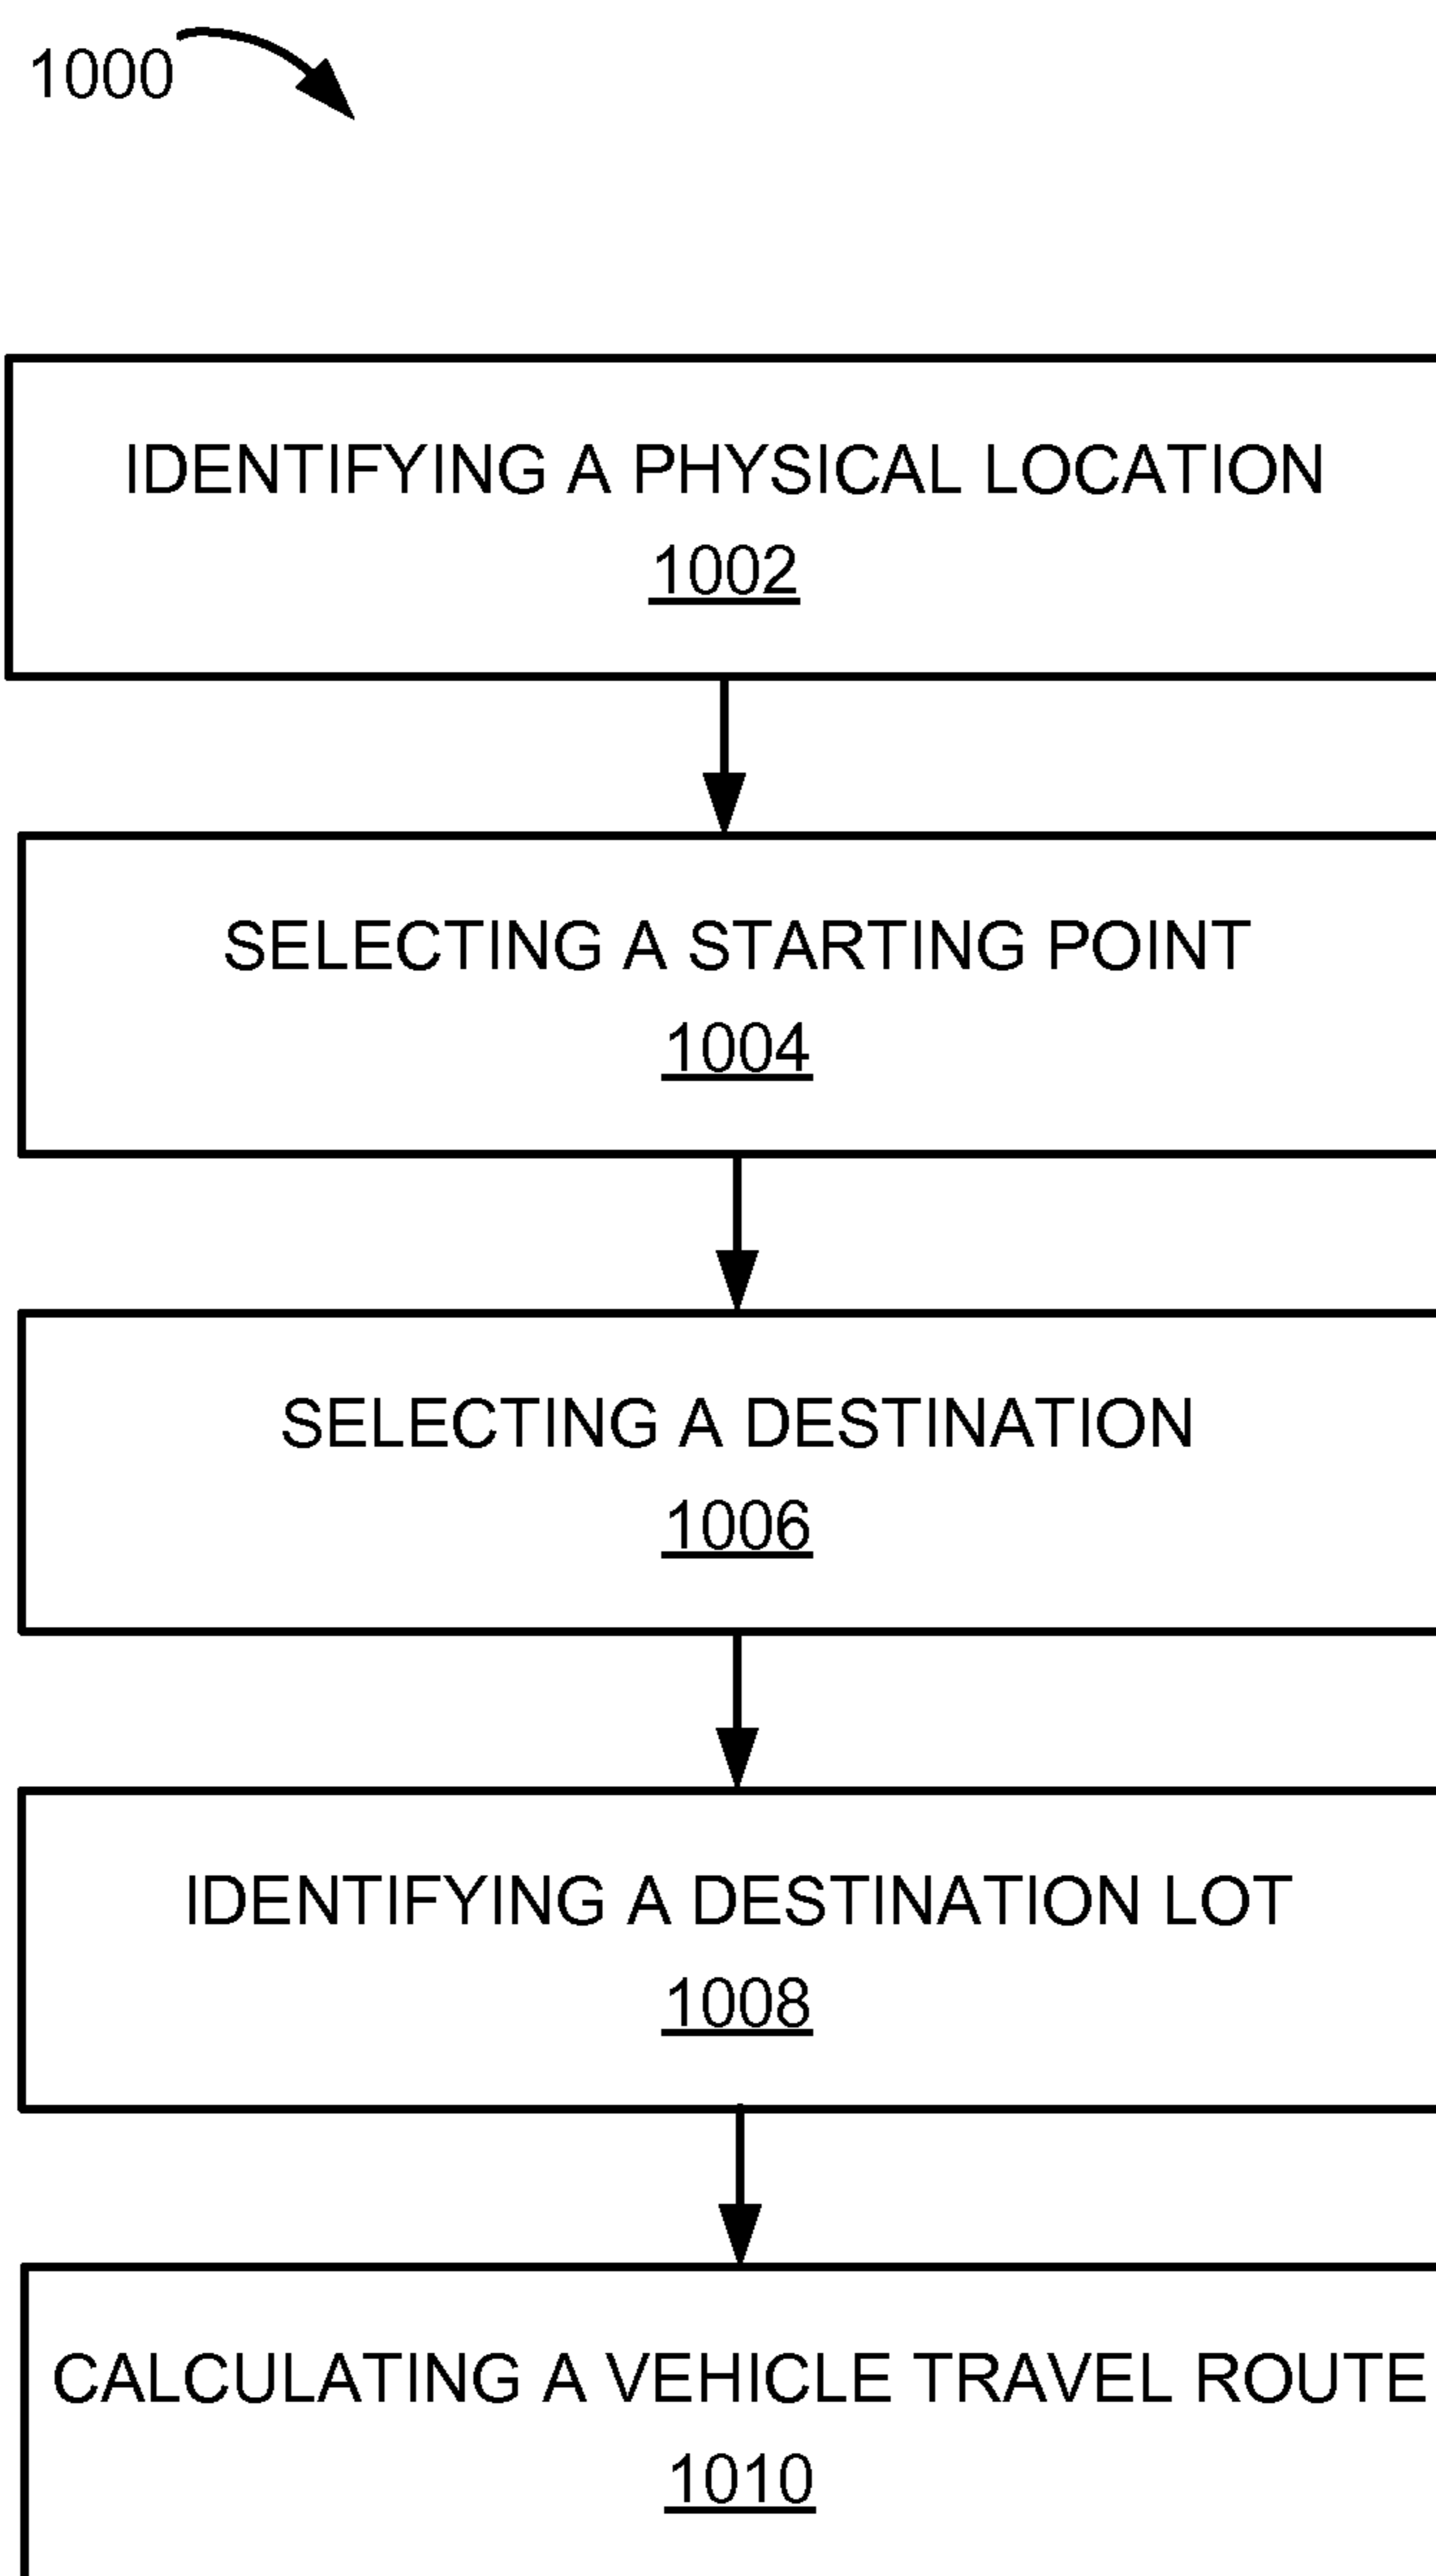 1000
IDENTIFYING A PHYSICAL LOCATION
1002
SELECTING A STARTING POINT
1004
SELECTING A DESTINATION
1006
IDENTIFYING A DESTINATION LOT
1008
CALCULATING A VEHICLE TRAVEL ROUTE
1010